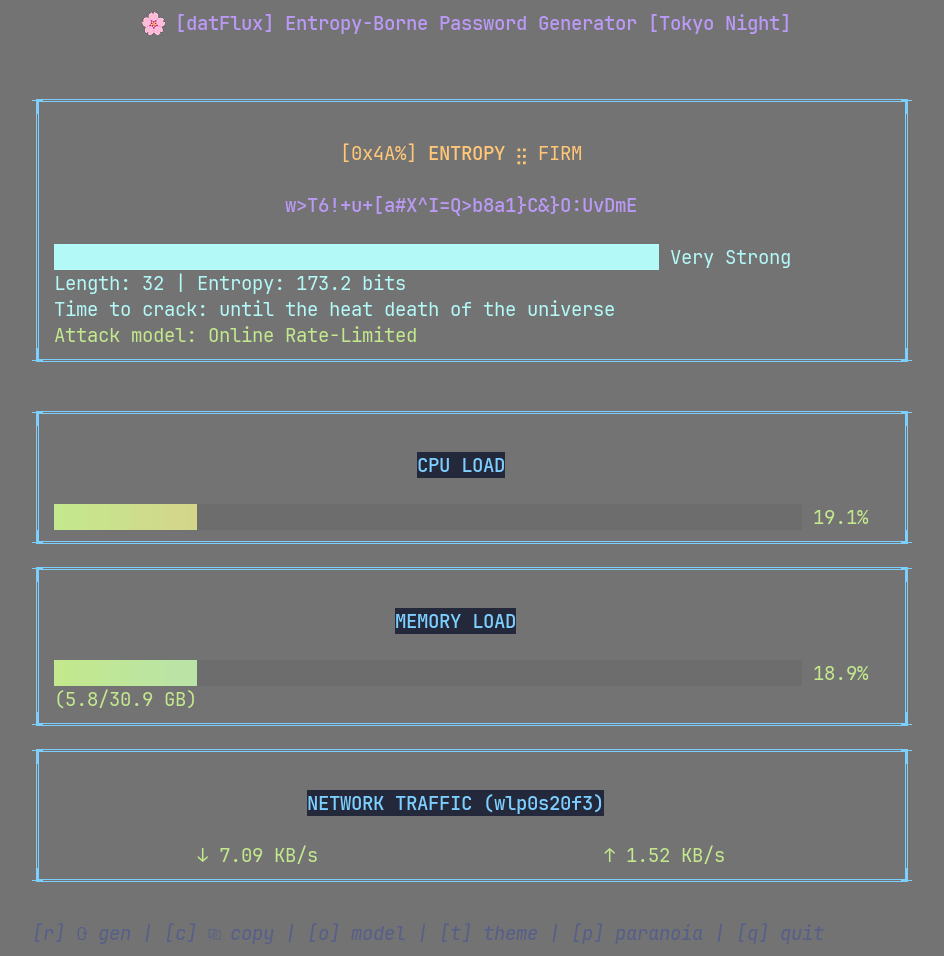 🌸 [datFlux] Entropy-Borne Password Generator [Tokyo Night]
[0x4A%] ENTROPY ⣶ FIRM
w>T6!+u+[a#X^I=Q>b8a1}C&}O:UvDmE
Very Strong
Length: 32 | Entropy: 173.2 bits
Time to crack: until the heat death of the universe
Attack model: Online Rate-Limited
CPU LOAD
19.1%
MEMORY LOAD
18.9%
(5.8/30.9 GB)
NETWORK TRAFFIC (wlp0s20f3)
↓ 7.09 KB/s ↑ 1.52 KB/s
[r] gen | [c] copy | [o] model | [t] theme | [p] paranoia | [q] quit